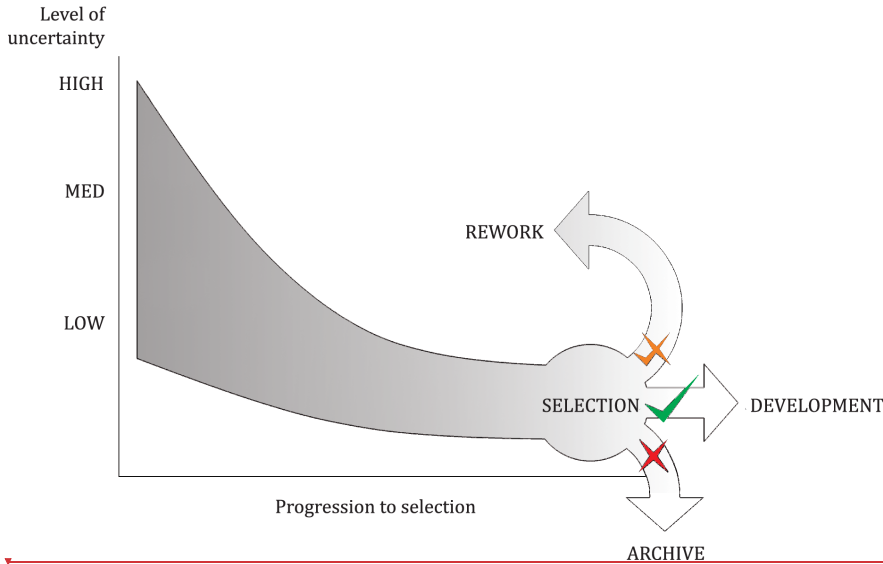 Level of
uncertainty
HIGH
MED
REWORK
LOW
SELECTION
DEVELOPMENT
Progression to selection
ARCHIVE